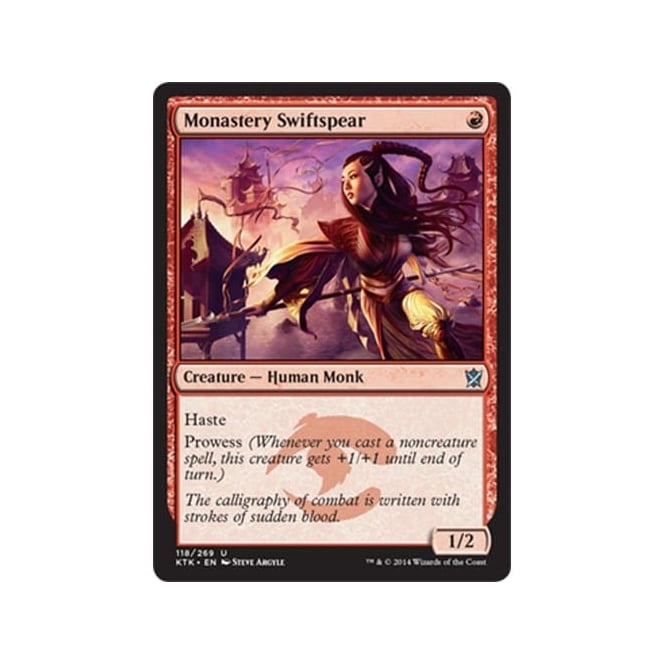 Monastery Swiftspear
Creature — Human Monk
Haste
Prowess (Whenever you cast a noncreature
spell, this creature gets +1/+1 until end of
turn.)
The calligraphy of combat is written with
strokes of sudden blood.
1/2
118/269 U
KTK • EN Steve Argyle
™ & © 2014 Wizards of the Coast